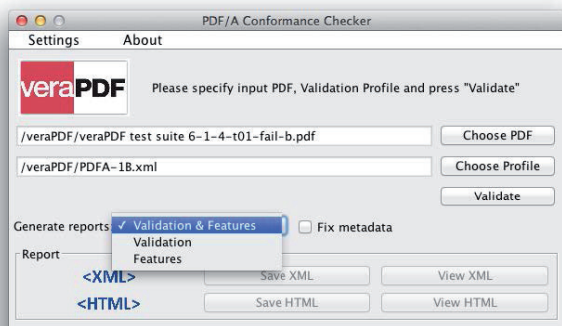 PDF/A Conformance Checker
Settings About
veraPDF Please specify input PDF, Validation Profile and press "Validate"
/veraPDF/veraPDF test suite 6-1-4-t01-fail-b.pdf Choose PDF
/veraPDF/PDFA-1B.xml Choose Profile
Validate
Generate reports: ✓ Validation & Features Fix metadata
Validation
Features
Report
<XML> Save XML View XML
<HTML> Save HTML View HTML